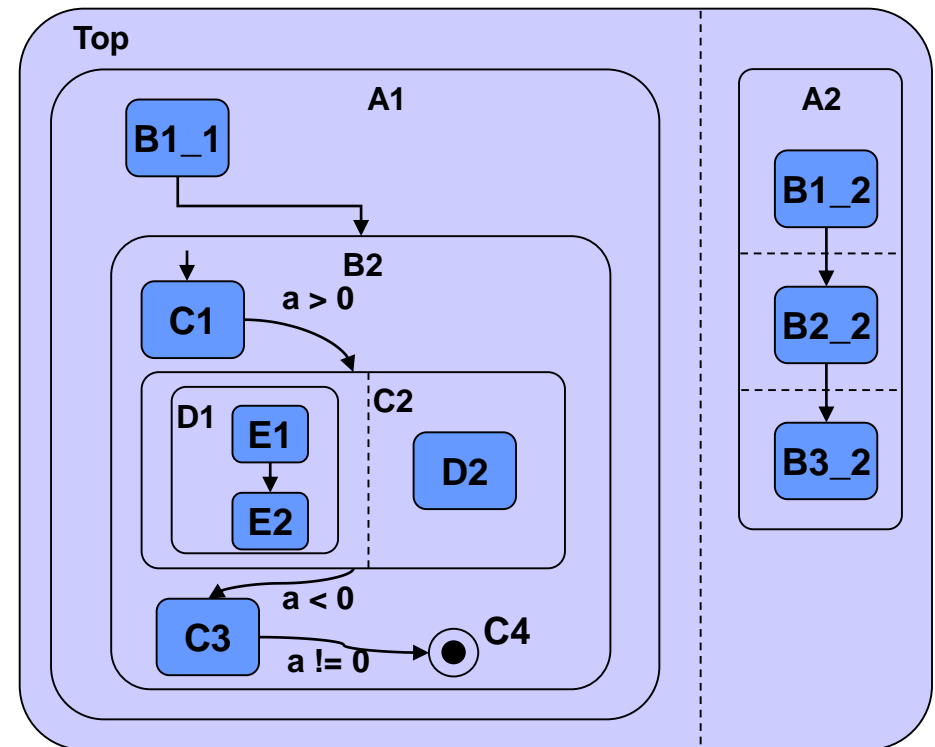 Top
A1
B1_1
B2
C1
a > 0
C2
D1
E1
E2
D2
a < 0
C3
a != 0
C4
A2
B1_2
B2_2
B3_2